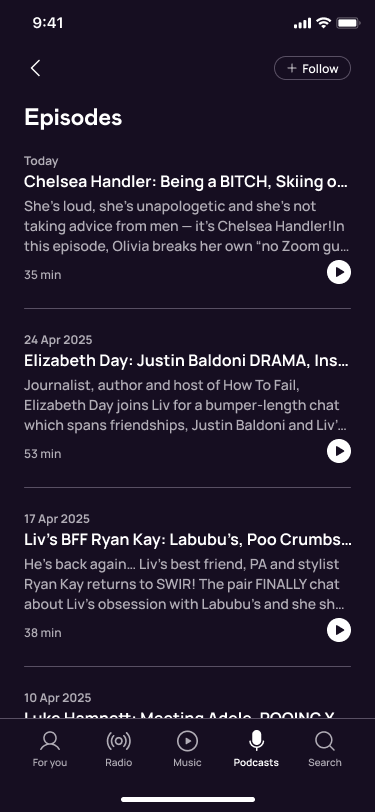 9:41
+ Follow
Episodes
Today
Chelsea Handler: Being a BITCH, Skiing o...
She's loud, she's unapologetic and she's not
taking advice from men — it's Chelsea Handler!In
this episode, Olivia breaks her own “no Zoom gu...
35 min
24 Apr 2025
Elizabeth Day: Justin Baldoni DRAMA, Ins...
Journalist, author and host of How To Fail,
Elizabeth Day joins Liv for a bumper-length chat
which spans friendships, Justin Baldoni and Liv'...
53 min
17 Apr 2025
Liv's BFF Ryan Kay: Labubu's, Poo Crumbs...
He's back again... Liv's best friend, PA and stylist
Ryan Kay returns to SWIR! The pair FINALLY chat
about Liv's obsession with Labubu's and she sh...
38 min
10 Apr 2025
Luke Hamnett: Meeting Adele, POOING Y...
For you
Radio
Music
Podcasts
Search